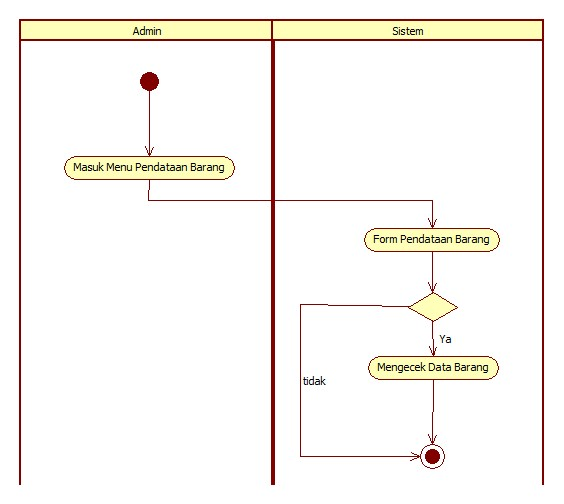 Admin
Sistem
Masuk Menu Pendataan Barang
Form Pendataan Barang
Ya
Mengecek Data Barang
tidak